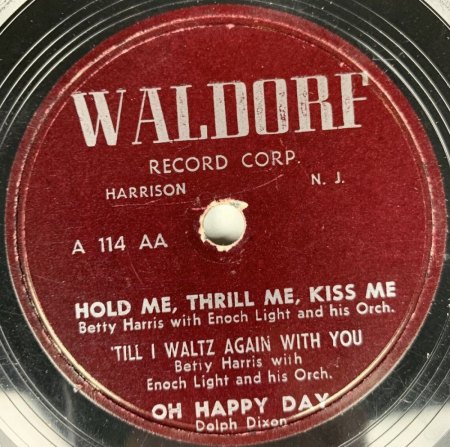 WALDORF
RECORD CORP.
HARRISON N. J.
A 114 AA
HOLD ME, THRILL ME, KISS ME
Betty Harris with Enoch Light and his Orch.
'TILL I WALTZ AGAIN WITH YOU
Betty Harris with
Enoch Light and his Orch.
OH HAPPY DAY
Dolph Dixon